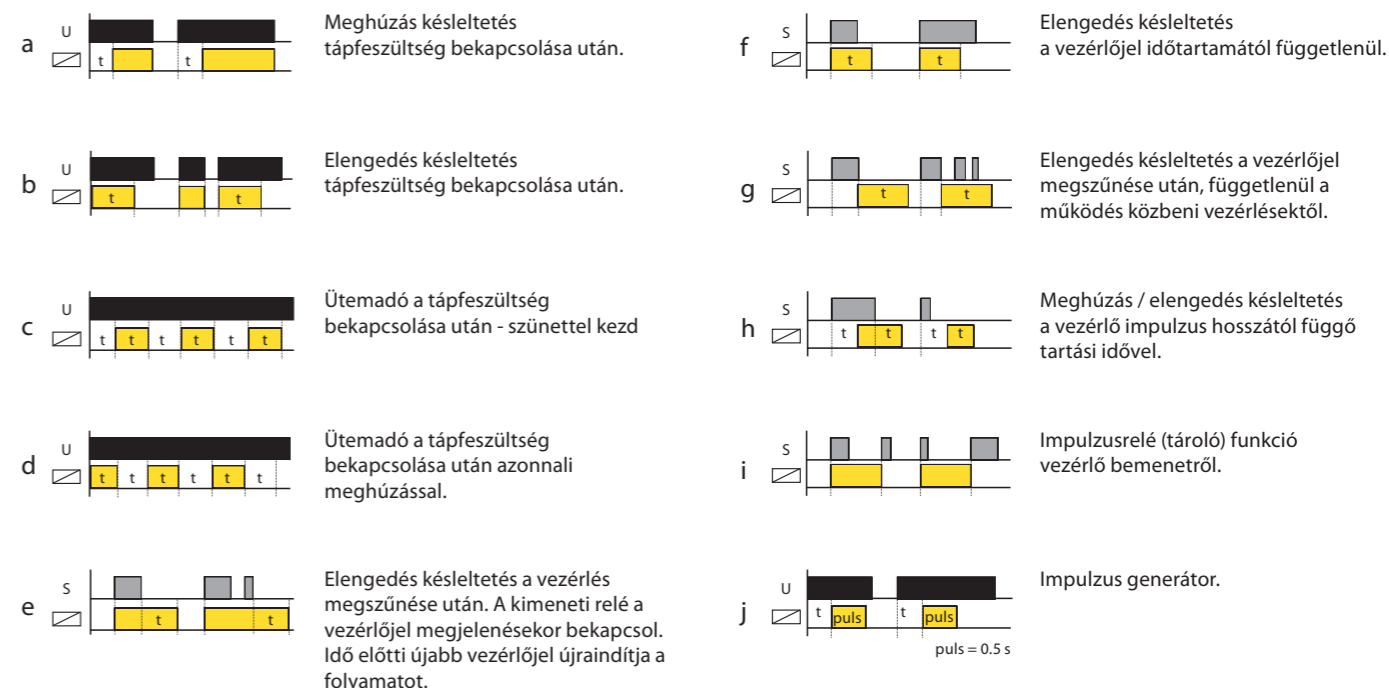 a
U
t
t
Meghúzás késleltetés
tápfeszültség bekapcsolása után.
b
U
t
t
Elengedés késleltetés
tápfeszültség bekapcsolása után.
c
U
t t t t t t
Ütemadó a tápfeszültség
bekapcsolása után - szünettel kezd
d
U
t t t t t t
Ütemadó a tápfeszültség
bekapcsolása után azonnali
meghúzással.
e
S
t
t
Elengedés késleltetés a vezérlés
megszűnése után. A kimeneti relé a
vezérlőjel megjelenésekor bekapcsol.
Idő előtti újabb vezérlőjel újraindítja a
folyamatot.
f
S
t
t
Elengedés késleltetés
a vezérlőjel időtartamától függetlenül.
g
S
t
t
Elengedés késleltetés a vezérlőjel
megszűnése után, függetlenül a
működés közbeni vezérlésektől.
h
S
t t t t
Meghúzás / elengedés késleltetés
a vezérlő impulzus hosszától függő
tartási idővel.
i
S
Impulzusrelé (tároló) funkció
vezérlő bemenetről.
j
U
t puls t puls
puls = 0.5 s
Impulzus generátor.